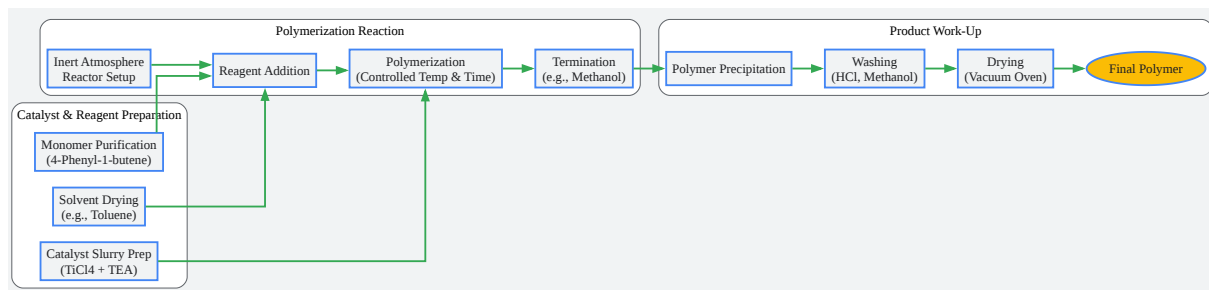 Polymerization Reaction
Inert Atmosphere
Reactor Setup
Reagent Addition
Polymerization
(Controlled Temp & Time)
Termination
(e.g., Methanol)
Product Work-Up
Polymer Precipitation
Washing
(HCl, Methanol)
Drying
(Vacuum Oven)
Final Polymer
Catalyst & Reagent Preparation
Monomer Purification
(4-Phenyl-1-butene)
Solvent Drying
(e.g., Toluene)
Catalyst Slurry Prep
(TiCl4 + TEA)